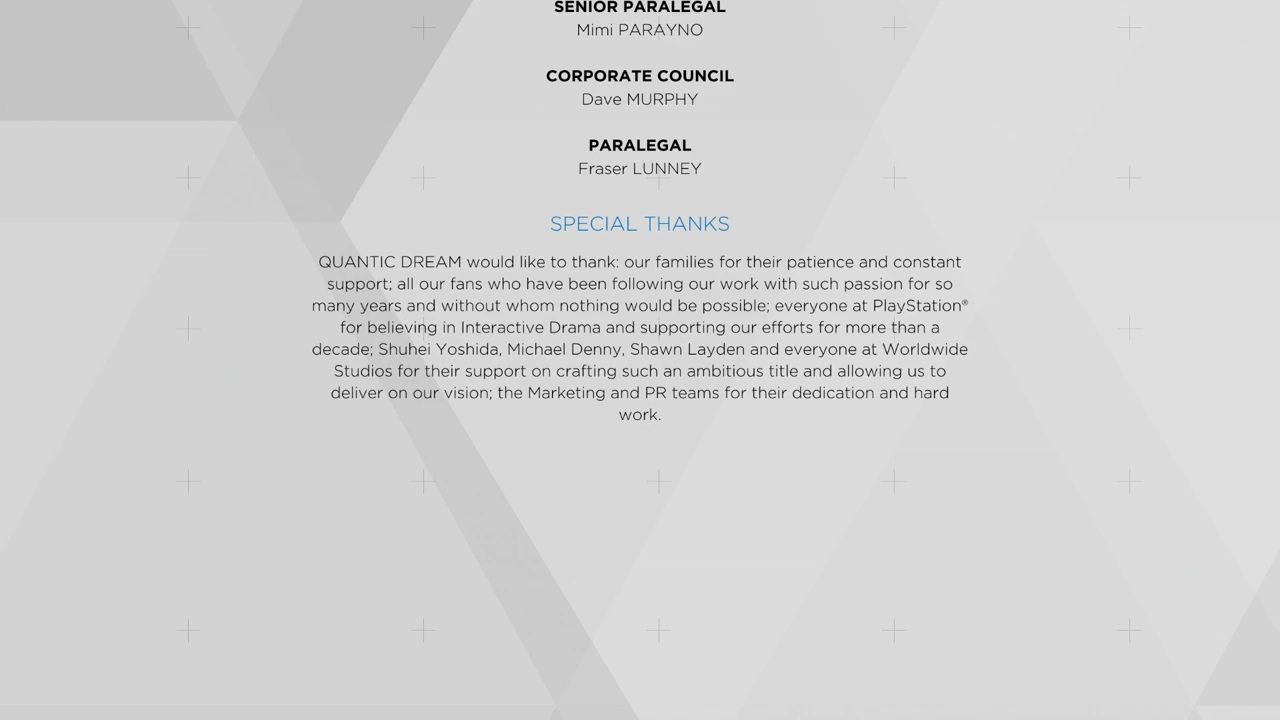 SENIOR PARALEGAL
Mimi PARAYNO
CORPORATE COUNCIL
Dave MURPHY
PARALEGAL
Fraser LUNNEY
SPECIAL THANKS
QUANTIC DREAM would like to thank: our families for their patience and constant
support; all our fans who have been following our work with such passion for so
many years and without whom nothing would be possible; everyone at PlayStation®
for believing in Interactive Drama and supporting our efforts for more than a
decade; Shuhei Yoshida, Michael Denny, Shawn Layden and everyone at Worldwide
Studios for their support on crafting such an ambitious title and allowing us to
deliver on our vision; the Marketing and PR teams for their dedication and hard
work.